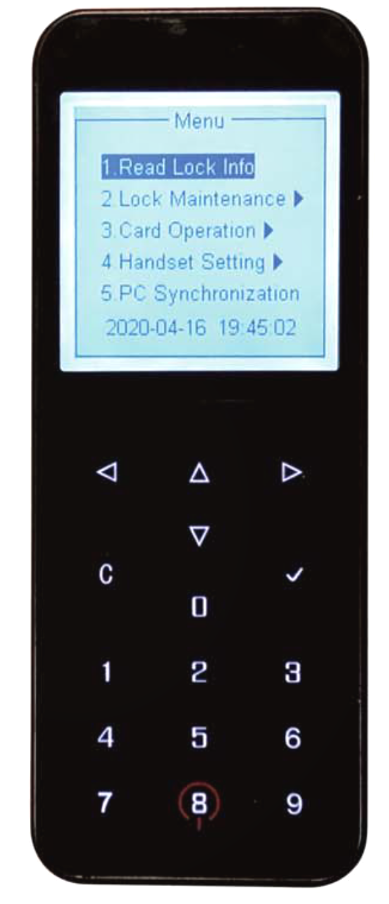 Menu
1.Read Lock Info
2.Lock Maintenance ▶
3.Card Operation ▶
4.Handset Setting ▶
5.PC Synchronization
2020-04-16 19:45:02
C
✓
0
1 2 3
4 5 6
7 8 9